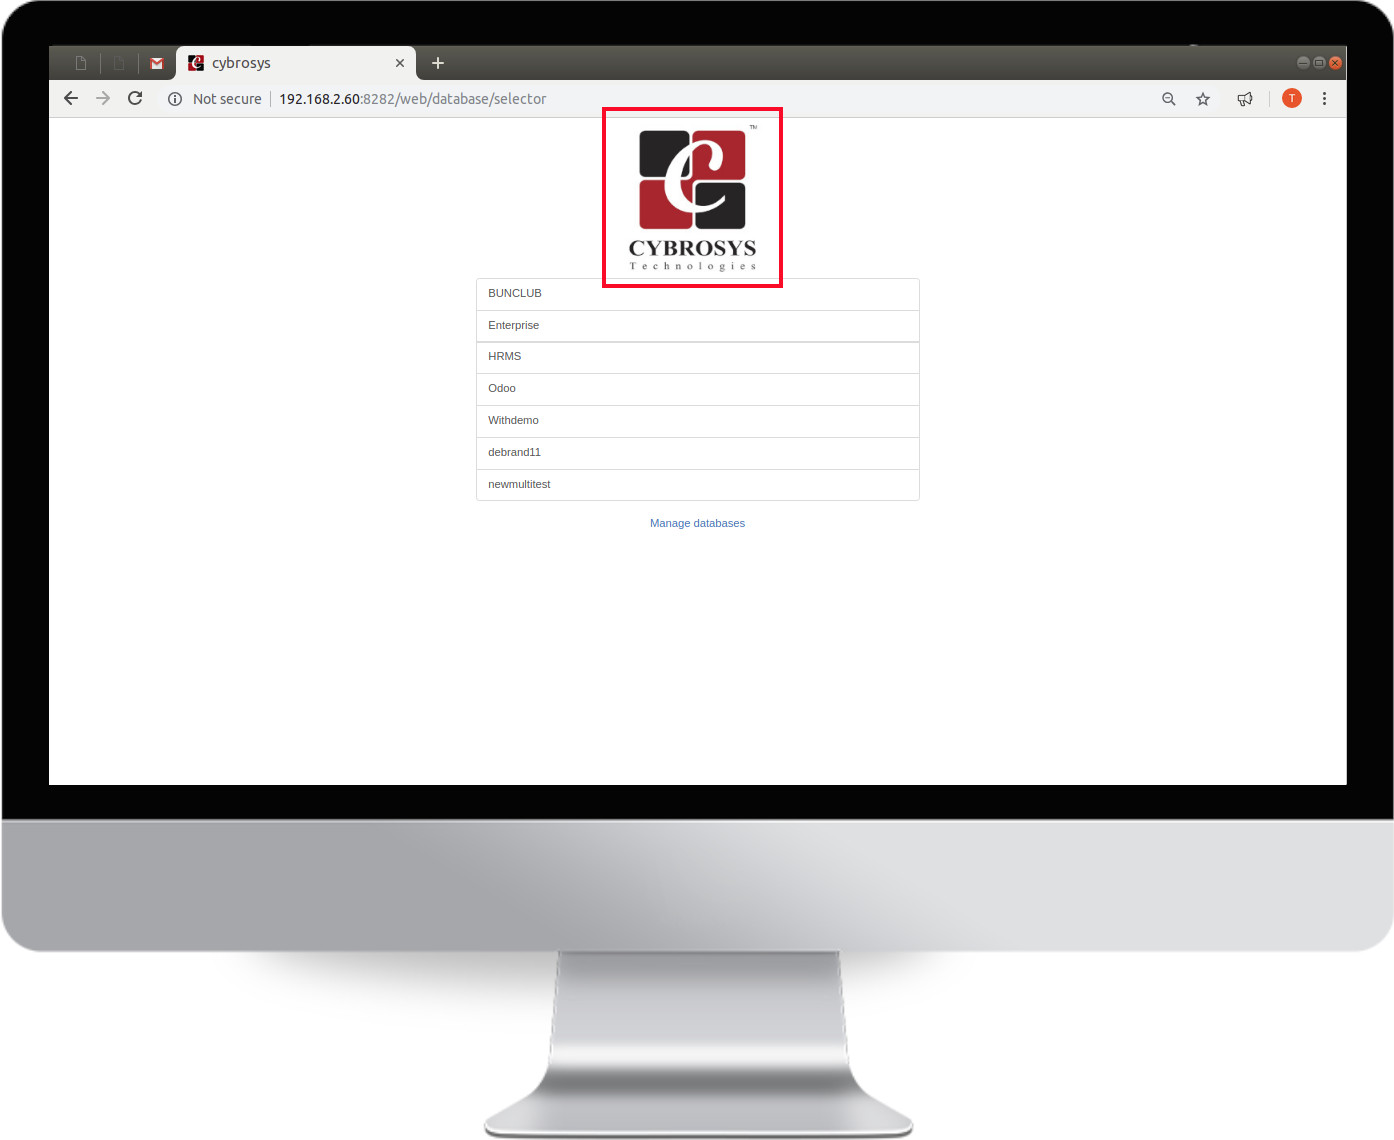 cybrosys
Not secure 192.168.2.60:8282/web/database/selector
T
TM
C
CYBROSYS
Technologies
BUNCLUB
Enterprise
HRMS
Odoo
Withdemo
debrand11
newmultitest
Manage databases